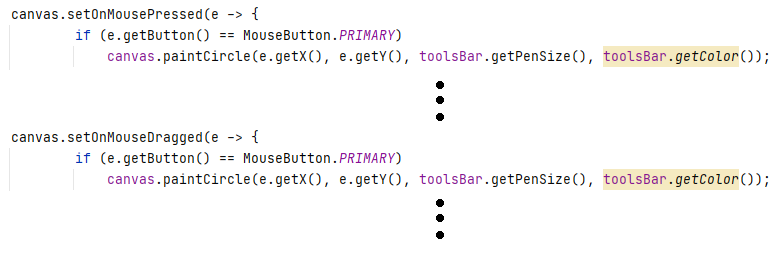 canvas.setOnMousePressed(e -> {
if (e.getButton() == MouseButton.PRIMARY)
canvas.paintCircle(e.getX(), e.getY(), toolsBar.getPenSize(), toolsBar.getColor());
canvas.setOnMouseDragged(e -> {
if (e.getButton() == MouseButton.PRIMARY)
canvas.paintCircle(e.getX(), e.getY(), toolsBar.getPenSize(), toolsBar.getColor());